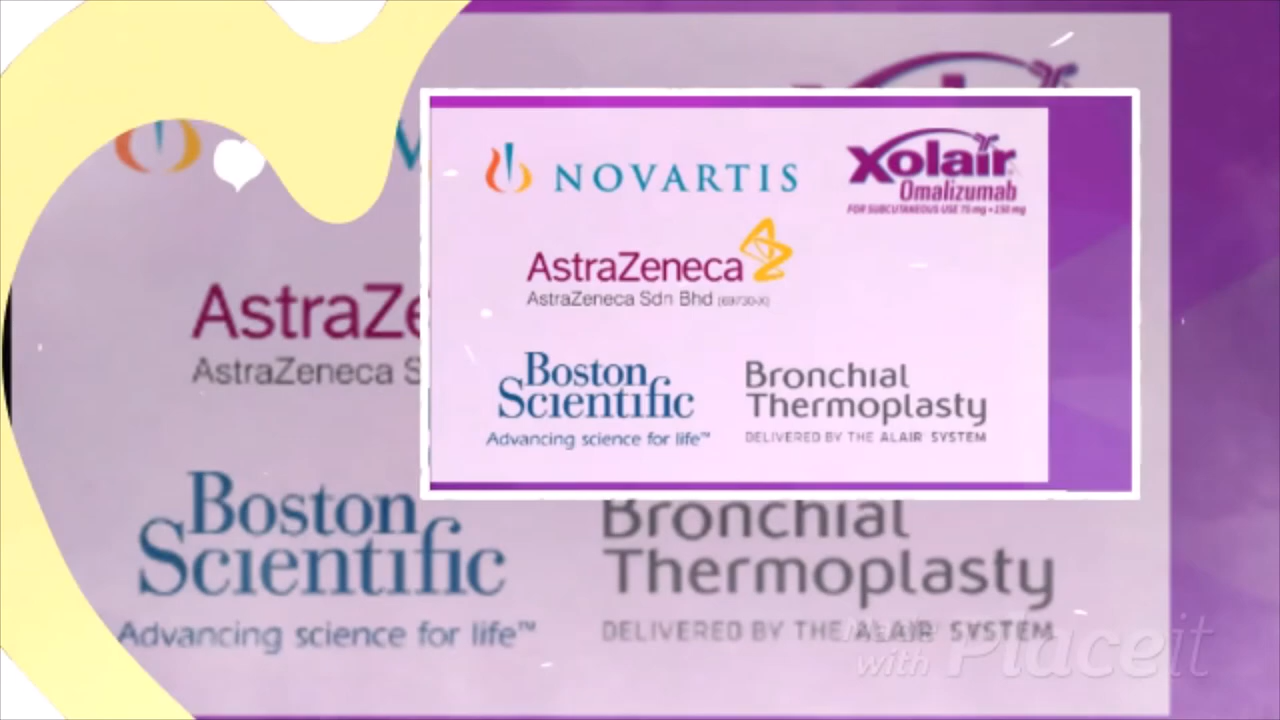 NOVARTIS
Xolair
Omalizumab
FOR SUBCUTANEOUS USE 75 mg • 150 mg
AstraZeneca
AstraZeneca Sdn Bhd (69730-X)
Boston
Scientific
Advancing science for life™
Bronchial
Thermoplasty
DELIVERED BY THE ALAIR SYSTEM
AstraZe
AstraZeneca S
Boston
Scientific
Advancing science for life™
Bronchial
Thermoplasty
DELIVERED BY THE ALAIR SYSTEM
with Placeit